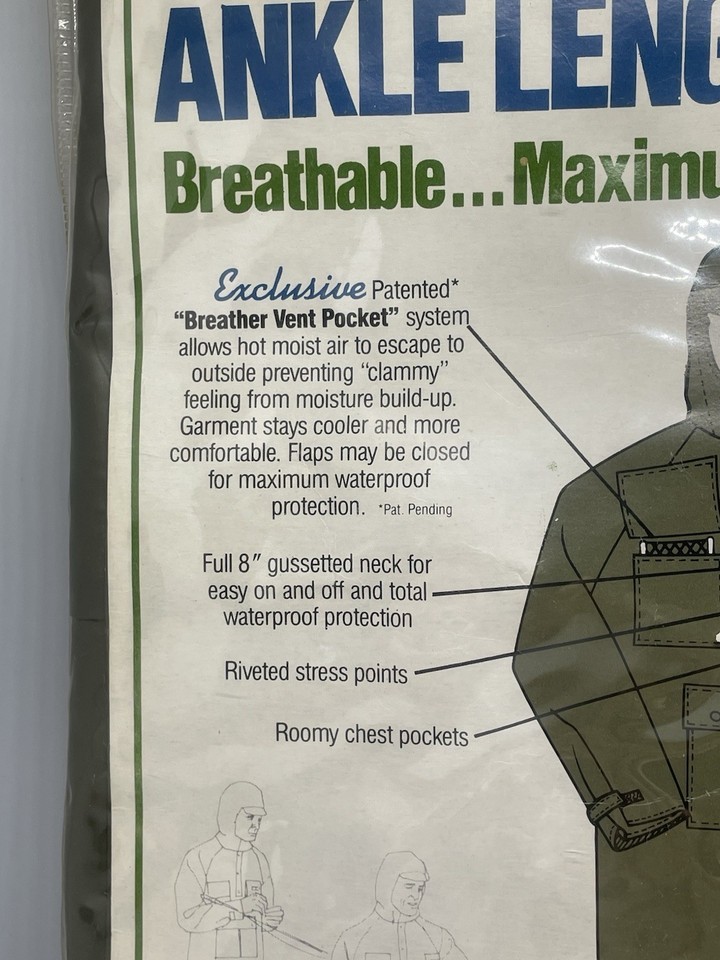 ANKLE LENG
Breathable...Maximu
Exclusive Patented*
“Breather Vent Pocket” system
allows hot moist air to escape to
outside preventing “clammy”
feeling from moisture build-up.
Garment stays cooler and more
comfortable. Flaps may be closed
for maximum waterproof
protection. *Pat. Pending
Full 8″ gussetted neck for
easy on and off and total
waterproof protection
Riveted stress points
Roomy chest pockets